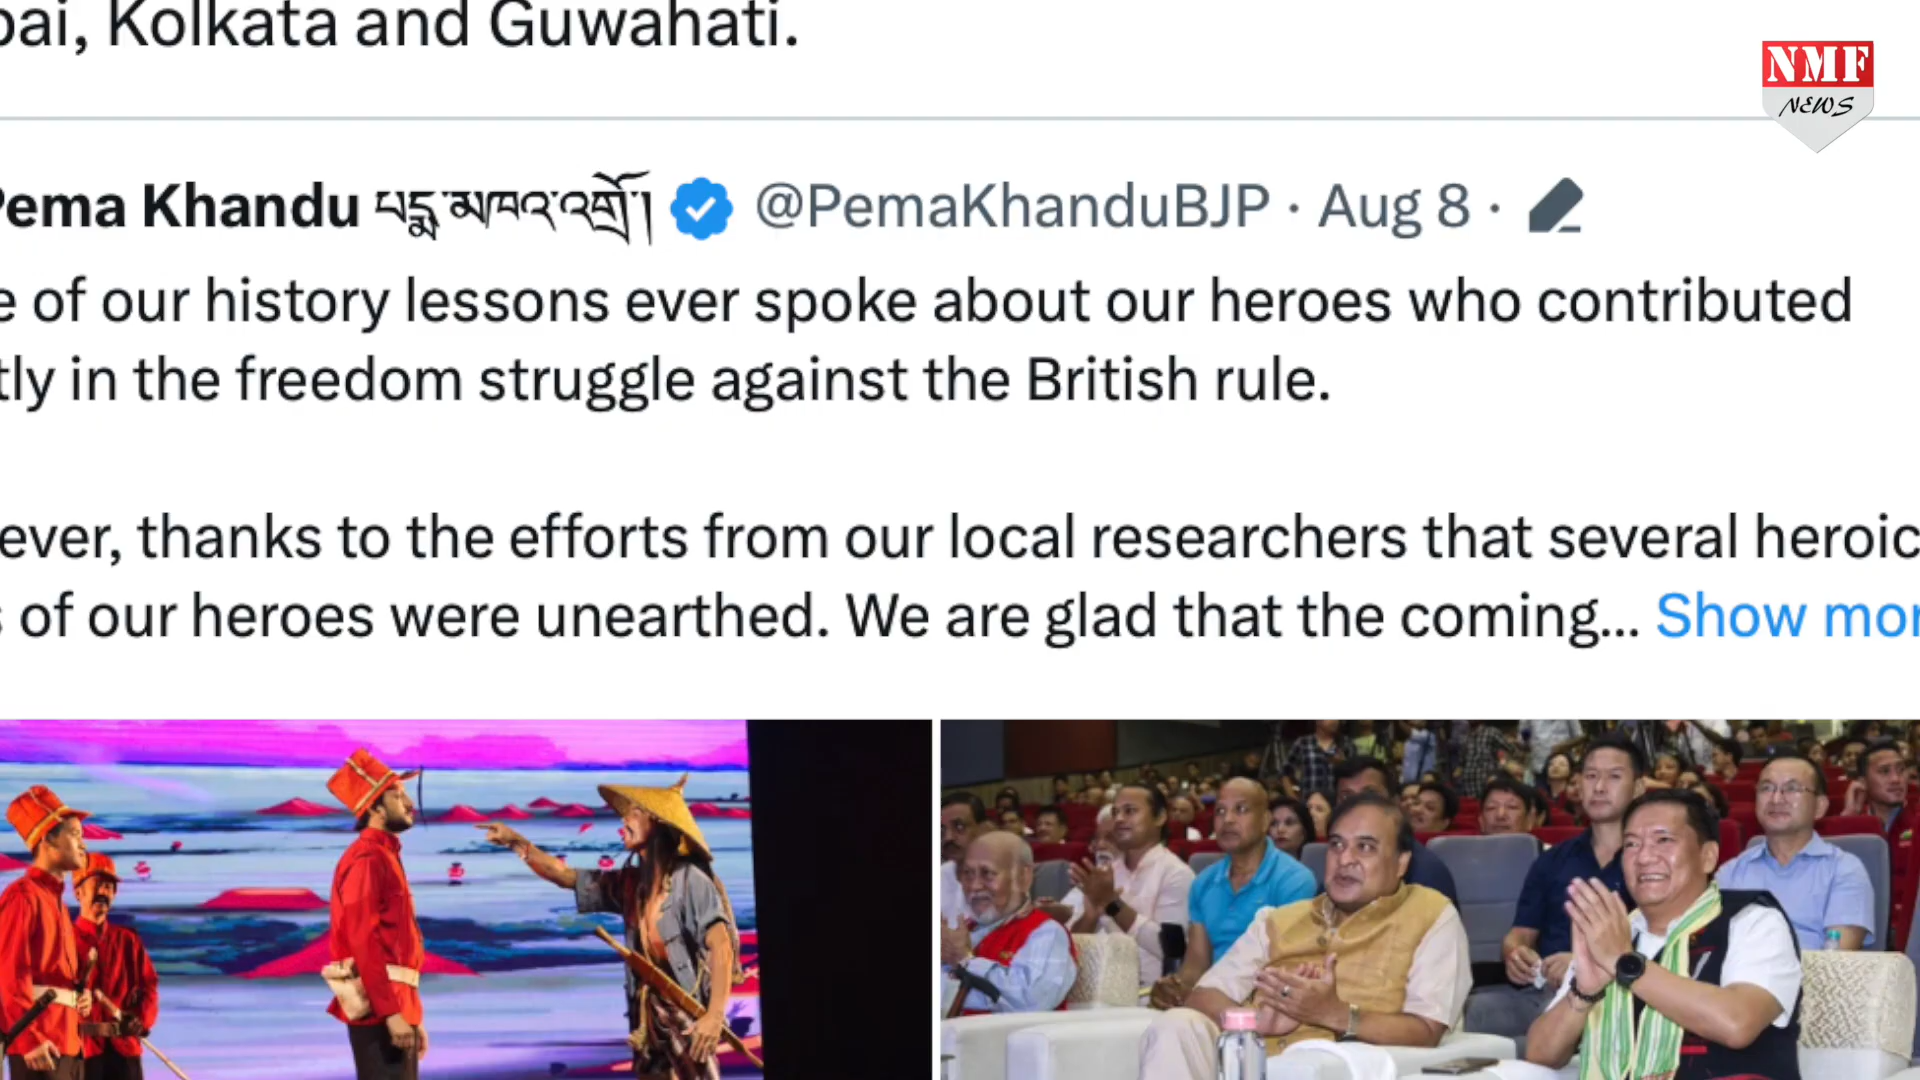 bai, Kolkata and Guwahati.
NMF
NEWS
Pema Khandu པདྨ་མཁའ་འགྲོ་། @PemaKhanduBJP · Aug 8 ·
of our history lessons ever spoke about our heroes who contributed
in the freedom struggle against the British rule.
ever, thanks to the efforts from our local researchers that several heroic
of our heroes were unearthed. We are glad that the coming... Show mor